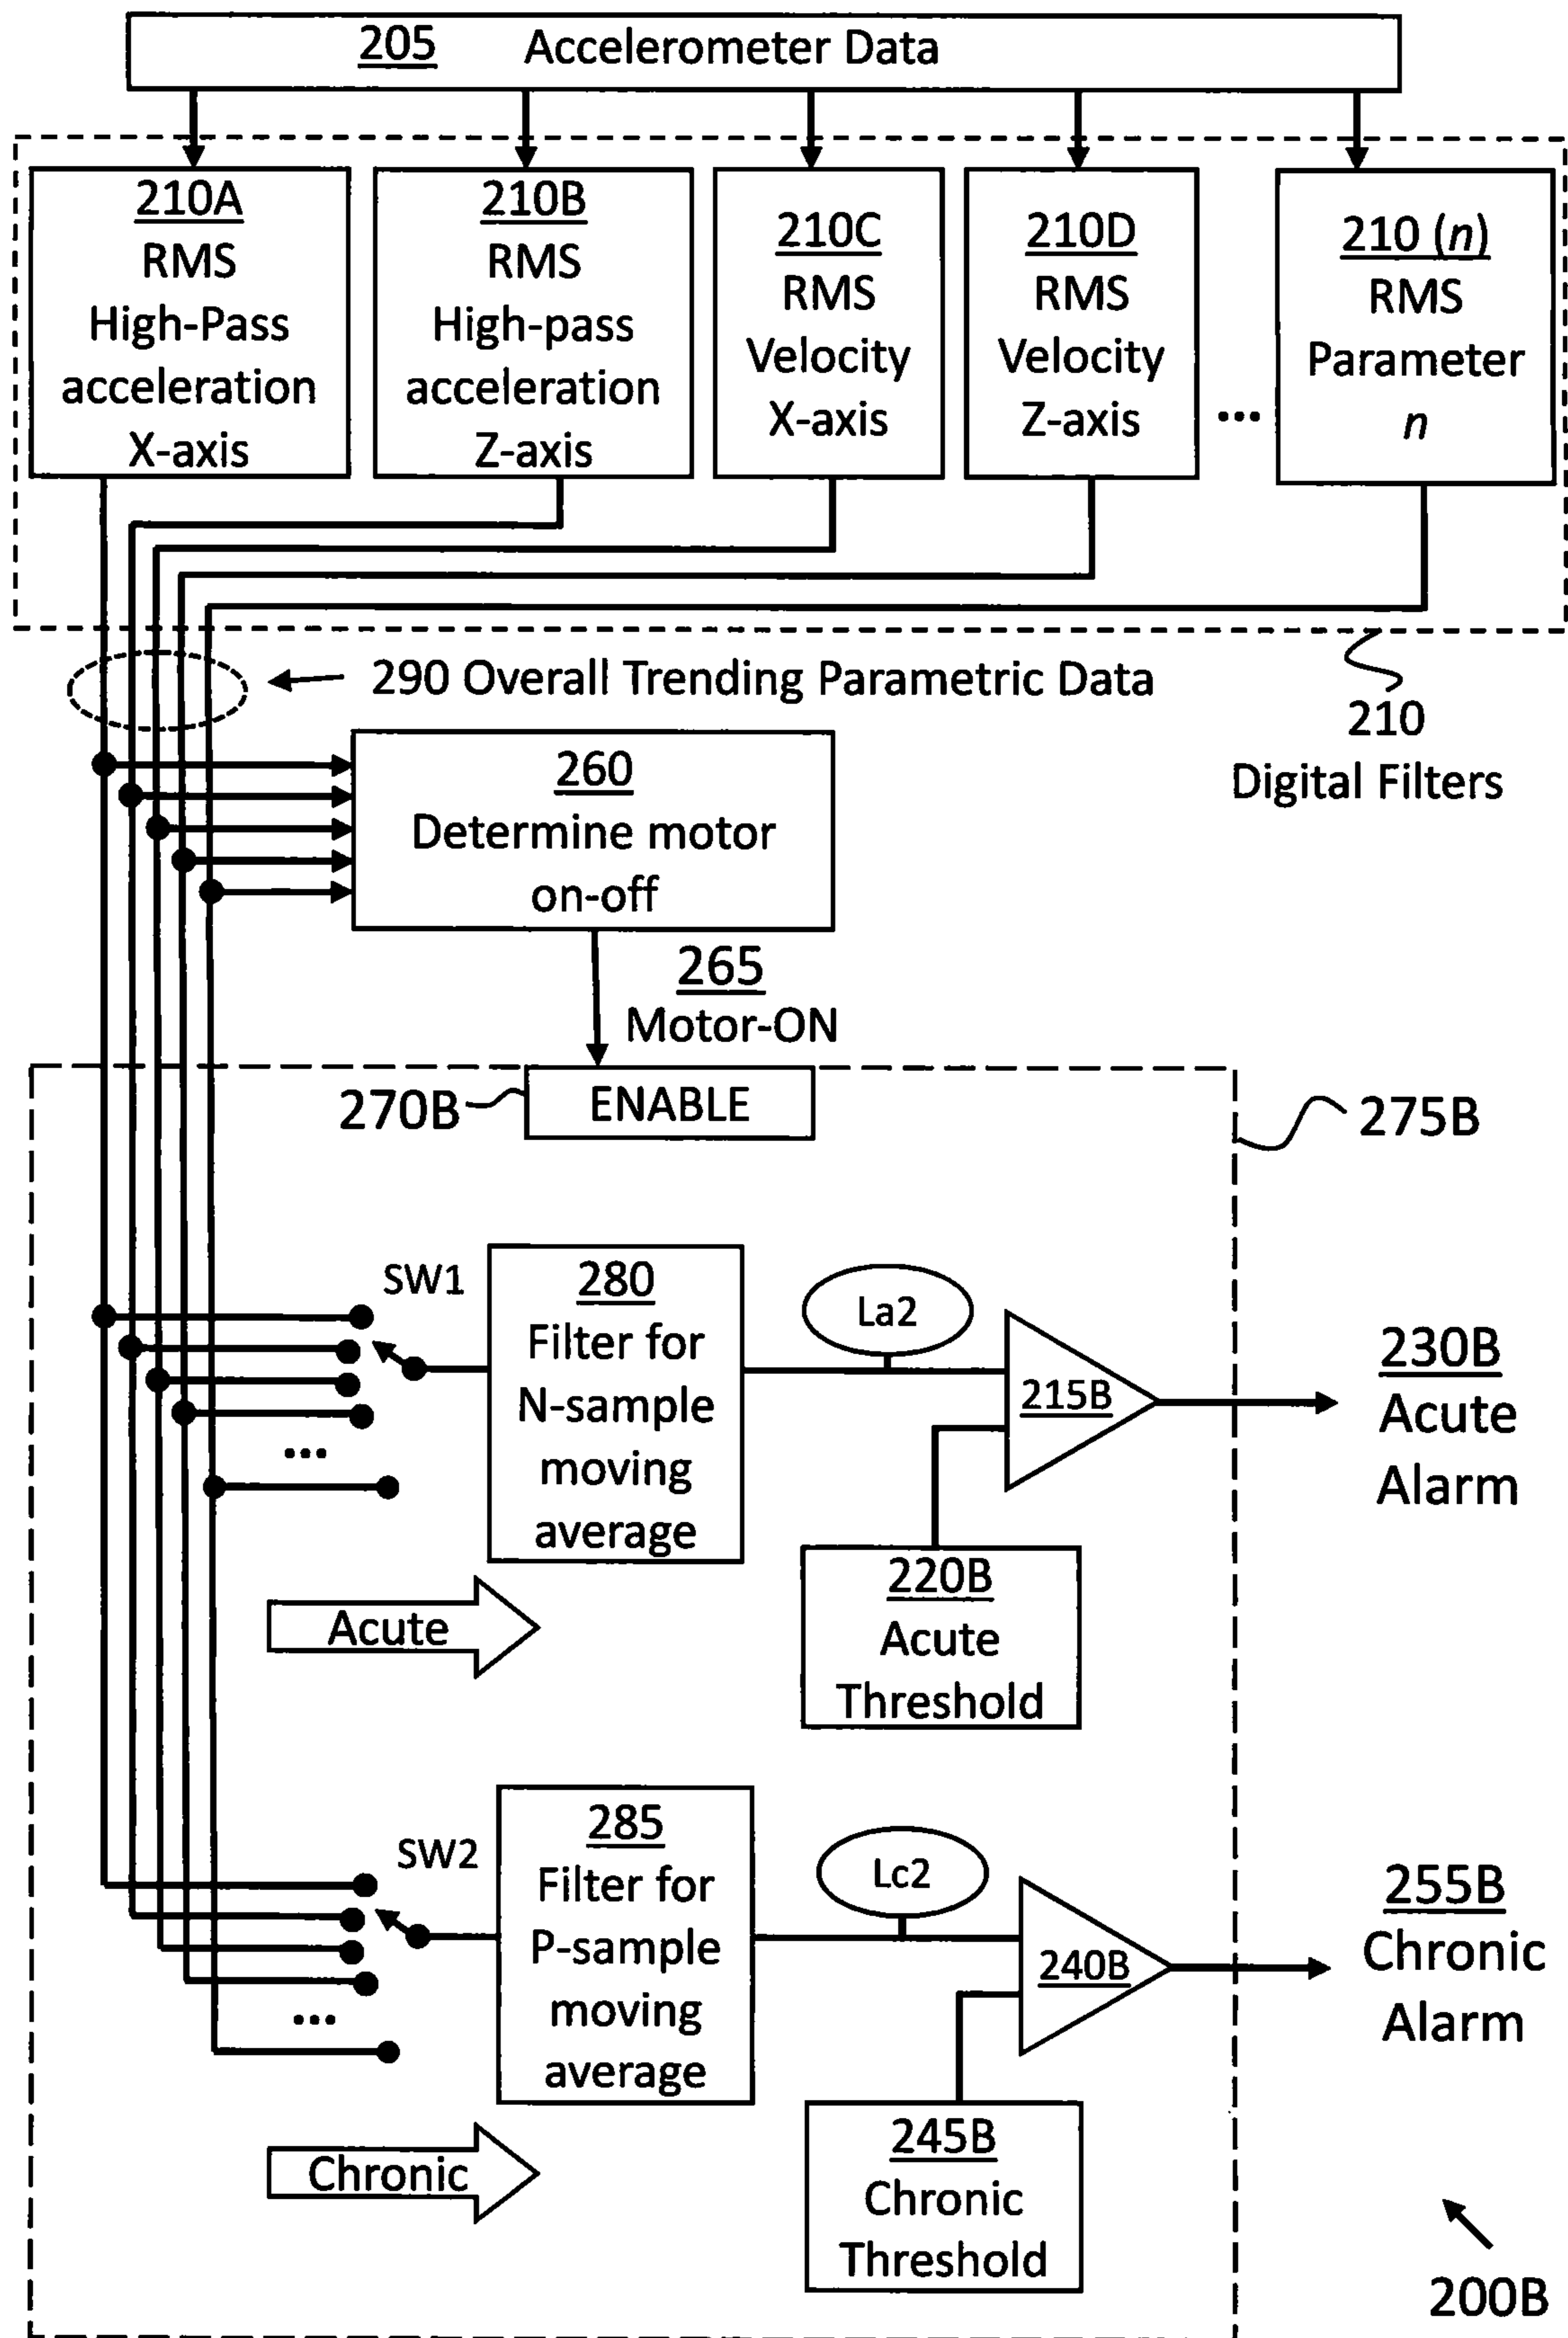 205 Accelerometer Data
210A
RMS
High-Pass
acceleration
X-axis
210B
RMS
High-pass
acceleration
Z-axis
210C
RMS
Velocity
X-axis
210D
RMS
Velocity
Z-axis
...
210 (n)
RMS
Parameter
n
290 Overall Trending Parametric Data
210
Digital Filters
260
Determine motor
on-off
265
Motor-ON
270B
ENABLE
275B
SW1
...
280
Filter for
N-sample
moving
average
La2
215B
230B
Acute
Alarm
220B
Acute
Threshold
Acute
SW2
...
285
Filter for
P-sample
moving
average
Lc2
240B
255B
Chronic
Alarm
245B
Chronic
Threshold
Chronic
200B